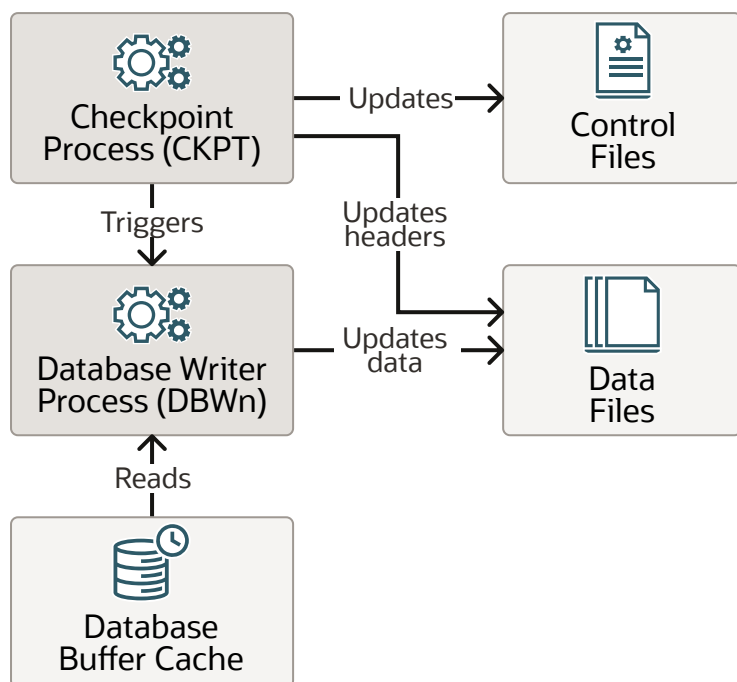 Checkpoint
Process (CKPT)
Updates
Control
Files
Triggers
Updates
headers
Database Writer
Process (DBWn)
Updates
data
Data
Files
Reads
Database
Buffer Cache